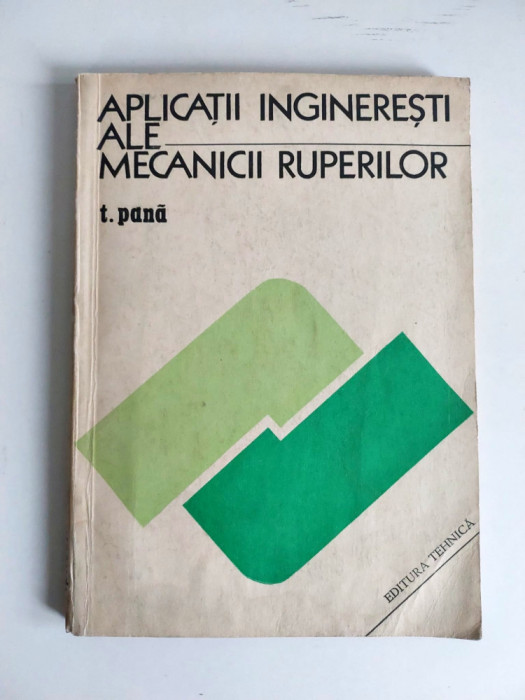 APLICAȚII INGINEREȘTI
ALE
MECANICII RUPERILOR
t. pană
EDITURA TEHNICĂ